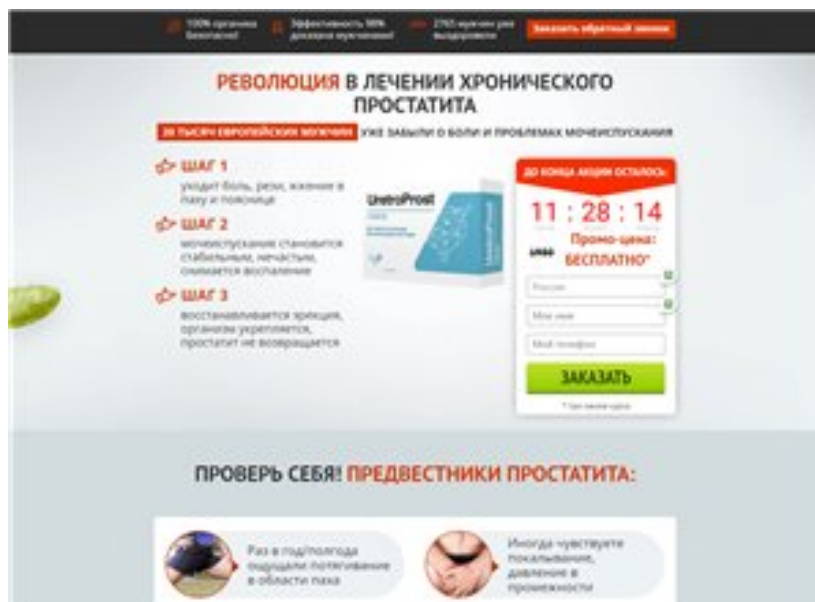 100% органика
Безопасно!
Эффективность 98%
доказана мужчинами!
2765 мужчин уже
выздоровели
Заказать обратный звонок
РЕВОЛЮЦИЯ В ЛЕЧЕНИИ ХРОНИЧЕСКОГО
ПРОСТАТИТА
20 ТЫСЯЧ ЕВРОПЕЙСКИХ МУЖЧИН УЖЕ ЗАБЫЛИ О БОЛИ И ПРОБЛЕМАХ МОЧЕИСПУСКАНИЯ
ШАГ 1
уходит боль, рези, жжение в
паху и пояснице
ШАГ 2
мочеиспускание становится
стабильным, нечастым,
снимается воспаление
ШАГ 3
восстанавливается эрекция,
организм укрепляется,
простатит не возвращается
UretroProst
UretroProst
ДО КОНЦА АКЦИИ ОСТАЛОСЬ:
11 : 28 : 14
Промо-цена:
БЕСПЛАТНО*
Россия
Мое имя
Мой телефон
ЗАКАЗАТЬ
ПРОВЕРЬ СЕБЯ! ПРЕДВЕСТНИКИ ПРОСТАТИТА:
Раз в год/полгода
ощущали потягивание
в области паха
Иногда чувствуете
покалывание,
давление в
промежности